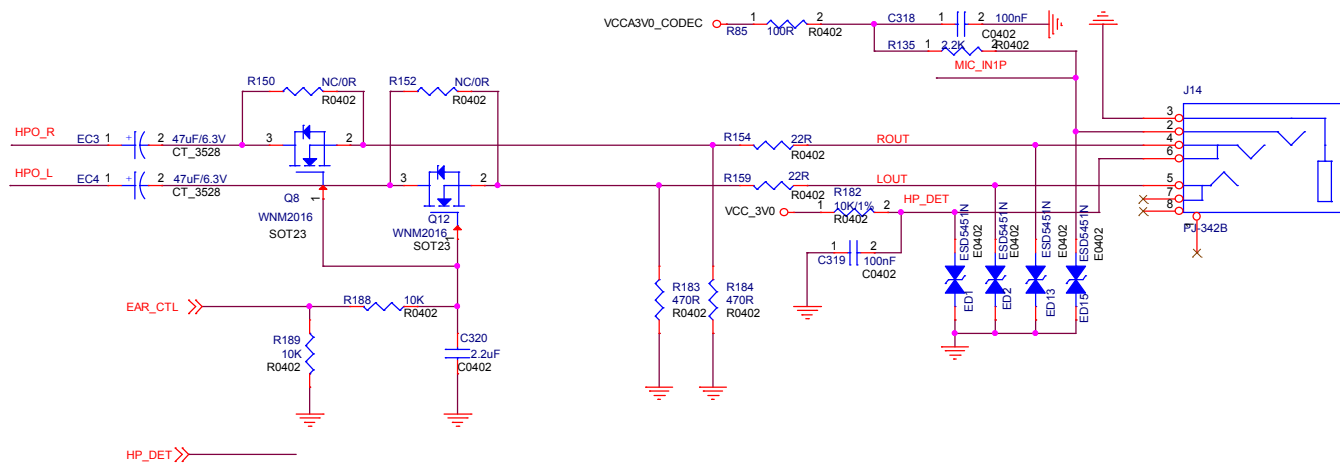 VCCA3V0_CODEC 1 R85 100R 2 R0402
C318 1 2 100nF C0402
R135 1 2.2K 2 R0402
MIC_IN1P
J14
R150 NC/0R R0402
R152 NC/0R R0402
HPO_R EC3 1 + 2 47uF/6.3V CT_3528
3 2 Q8 1 WNM2016 SOT23
HPO_L EC4 1 + 2 47uF/6.3V CT_3528
3 2 Q12 1 WNM2016 SOT23
R154 22R R0402 ROUT
R159 22R R0402 LOUT
3
2
4
6
5
7
8
9
PJ-342B
VCC_3V0 1 R182 10K/1% 2 R0402 HP_DET
1 2 C319 100nF C0402
ESD5451N E0402 ED1
ESD5451N E0402 ED2
ESD5451N E0402 ED13
ESD5451N E0402 ED15
R183 470R R0402
R184 470R R0402
EAR_CTL R188 10K R0402
R189 10K R0402
C320 2.2uF C0402
HP_DET